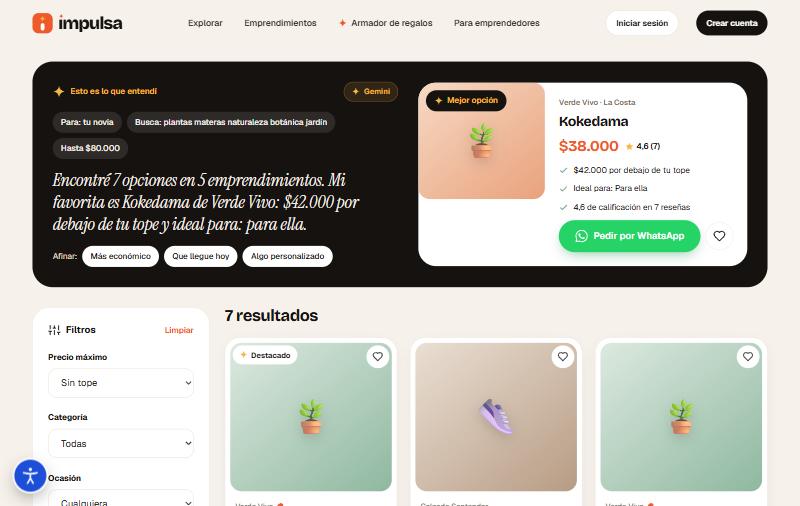 impulsa
Explorar
Emprendimientos
Armador de regalos
Para emprendedores
Iniciar sesión
Crear cuenta
Esto es lo que entendí
Gemini
Para: tu novia
Busca: plantas materas naturaleza botánica jardín
Hasta $80.000
Encontré 7 opciones en 5 emprendimientos. Mi
favorita es Kokedama de Verde Vivo: $42.000 por
debajo de tu tope y ideal para: para ella.
Afinar:
Más económico
Que llegue hoy
Algo personalizado
Mejor opción
Verde Vivo · La Costa
Kokedama
$38.000
4,6 (7)
$42.000 por debajo de tu tope
Ideal para: Para ella
4,6 de calificación en 7 reseñas
Pedir por WhatsApp
Filtros
Limpiar
Precio máximo
Sin tope
Categoría
Todas
Ocasión
Cualquiera
7 resultados
Destacado
Verde Vivo
Verde Vivo